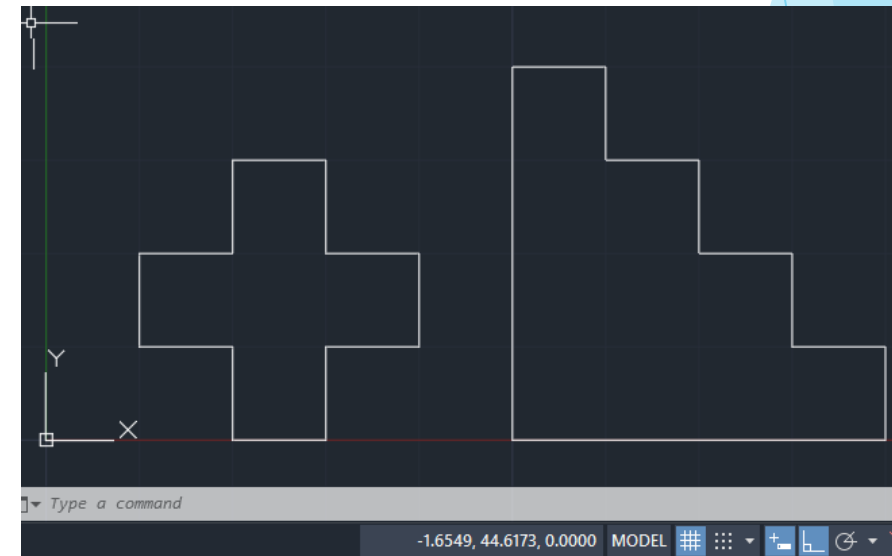 Y
X
Type a command
-1.6549, 44.6173, 0.0000 MODEL